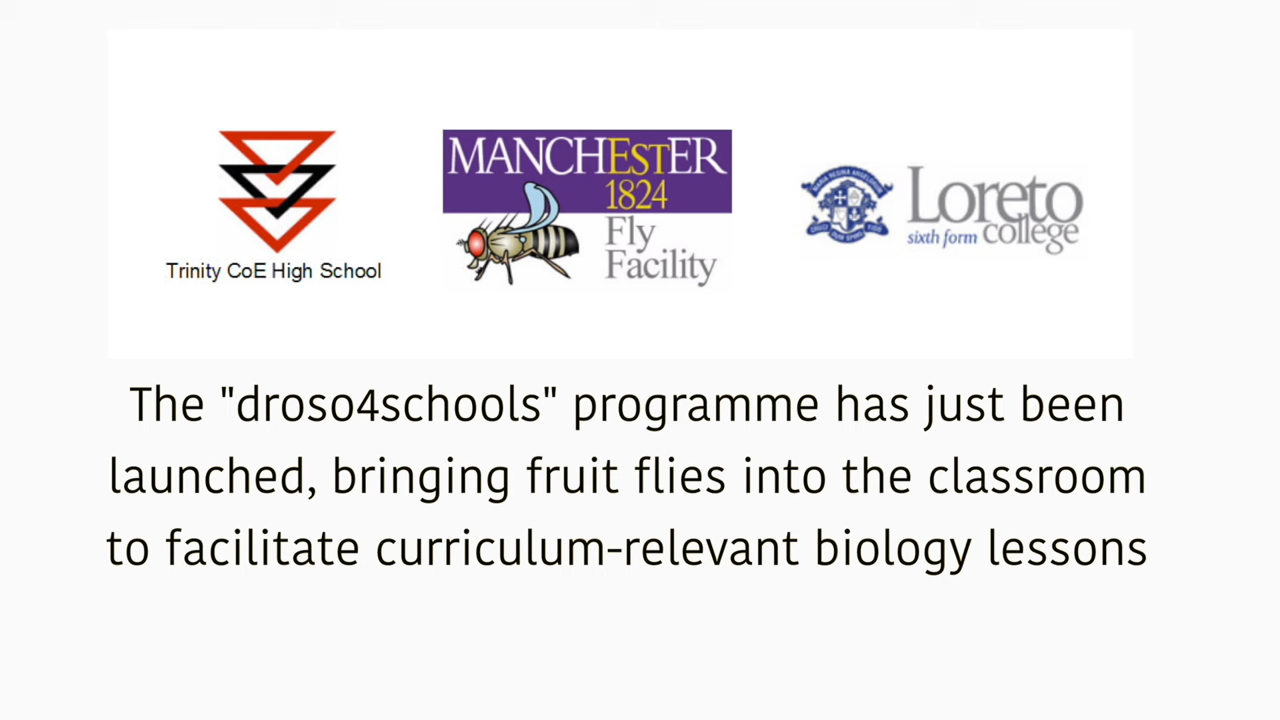 MANCHEsTER
1824
Fly
Facility
Trinity CoE High School
Loreto
sixth form college
The "droso4schools" programme has just been
launched, bringing fruit flies into the classroom
to facilitate curriculum-relevant biology lessons